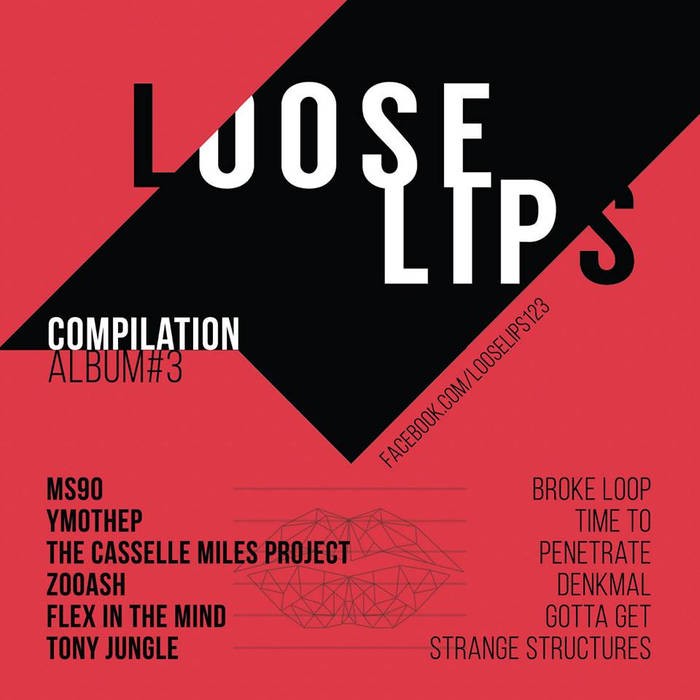 LOOSE
LIPS
COMPILATION
ALBUM#3
FACEBOOK.COM/LOOSELIPS123
MS90 BROKE LOOP
YMOTHEP TIME TO
THE CASSELLE MILES PROJECT PENETRATE
ZOOASH DENKMAL
FLEX IN THE MIND GOTTA GET
TONY JUNGLE STRANGE STRUCTURES